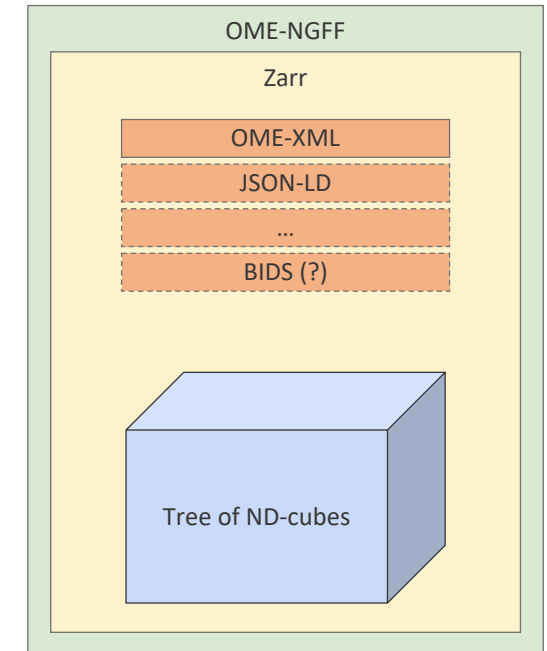 OME-NGFF
Zarr
OME-XML
JSON-LD
…
BIDS (?)
Tree of ND-cubes